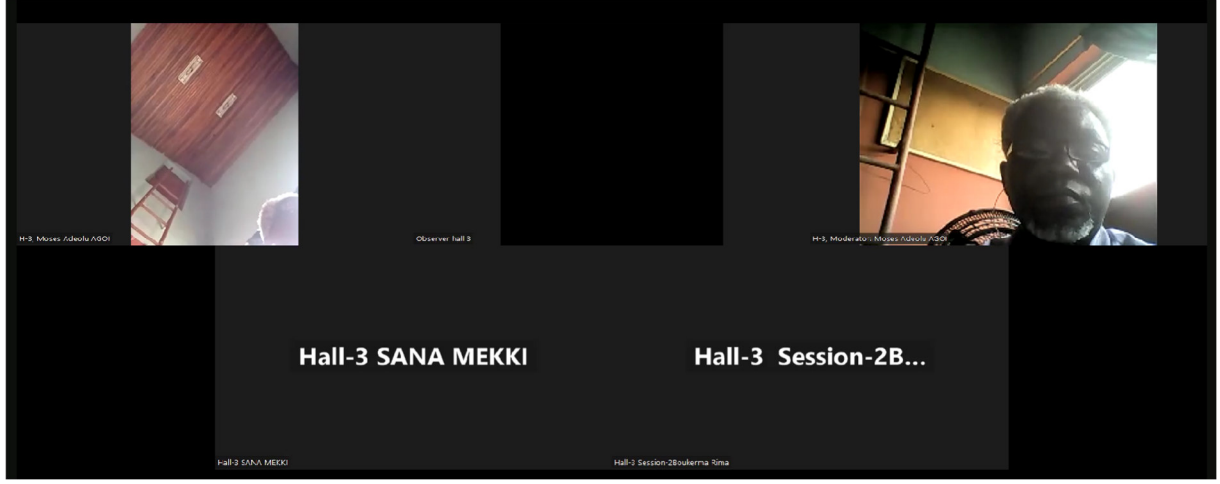 H-3, Moses Adeolu AGOI
Observer hall 3
H-3, Moderator: Moses Adeolu AGOI
Hall-3 SANA MEKKI
Hall-3 Session-2B...
Hall-3 SANA MEKKI
Hall-3 Session-2Boukerma Rima